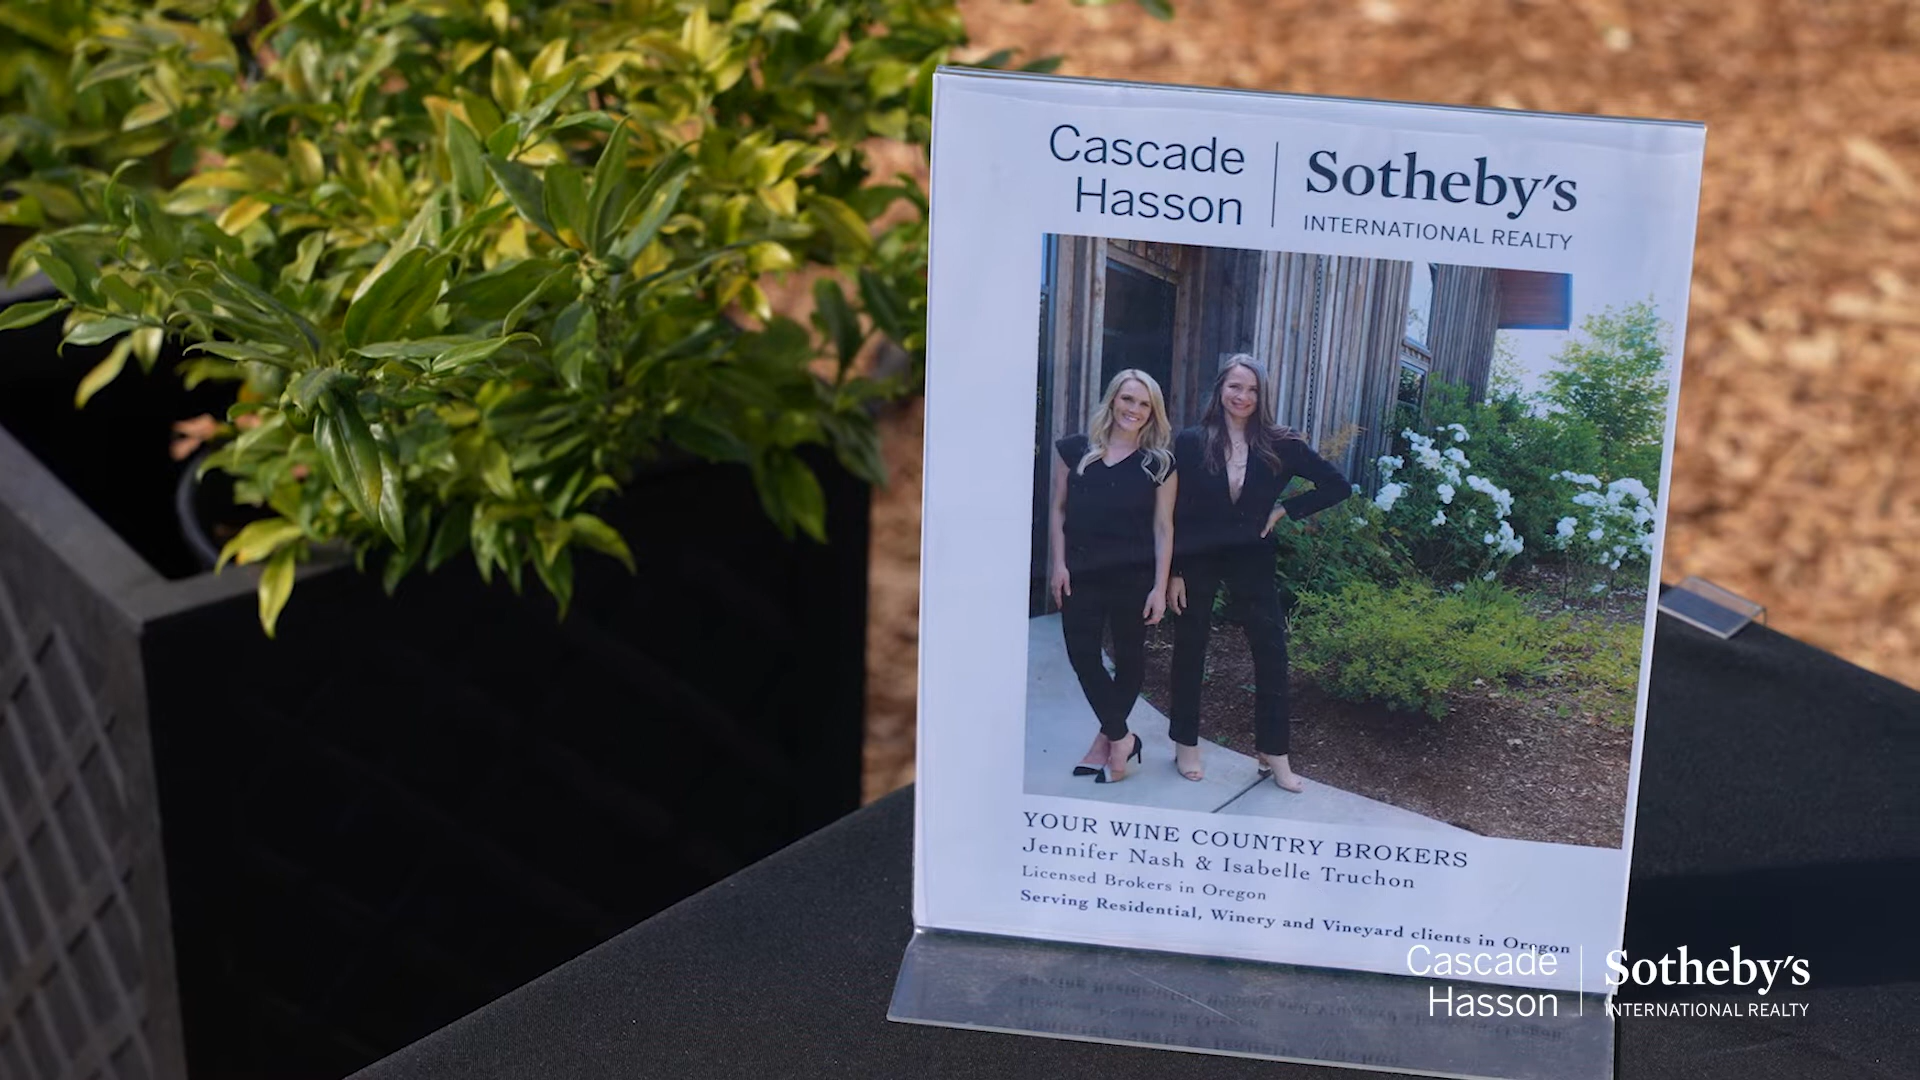 Cascade
Hasson
Sotheby's
INTERNATIONAL REALTY
YOUR WINE COUNTRY BROKERS
Jennifer Nash & Isabelle Truchon
Licensed Brokers in Oregon
Serving Residential, Winery and Vineyard clients in Oregon
Cascade
Hasson
Sotheby's
INTERNATIONAL REALTY